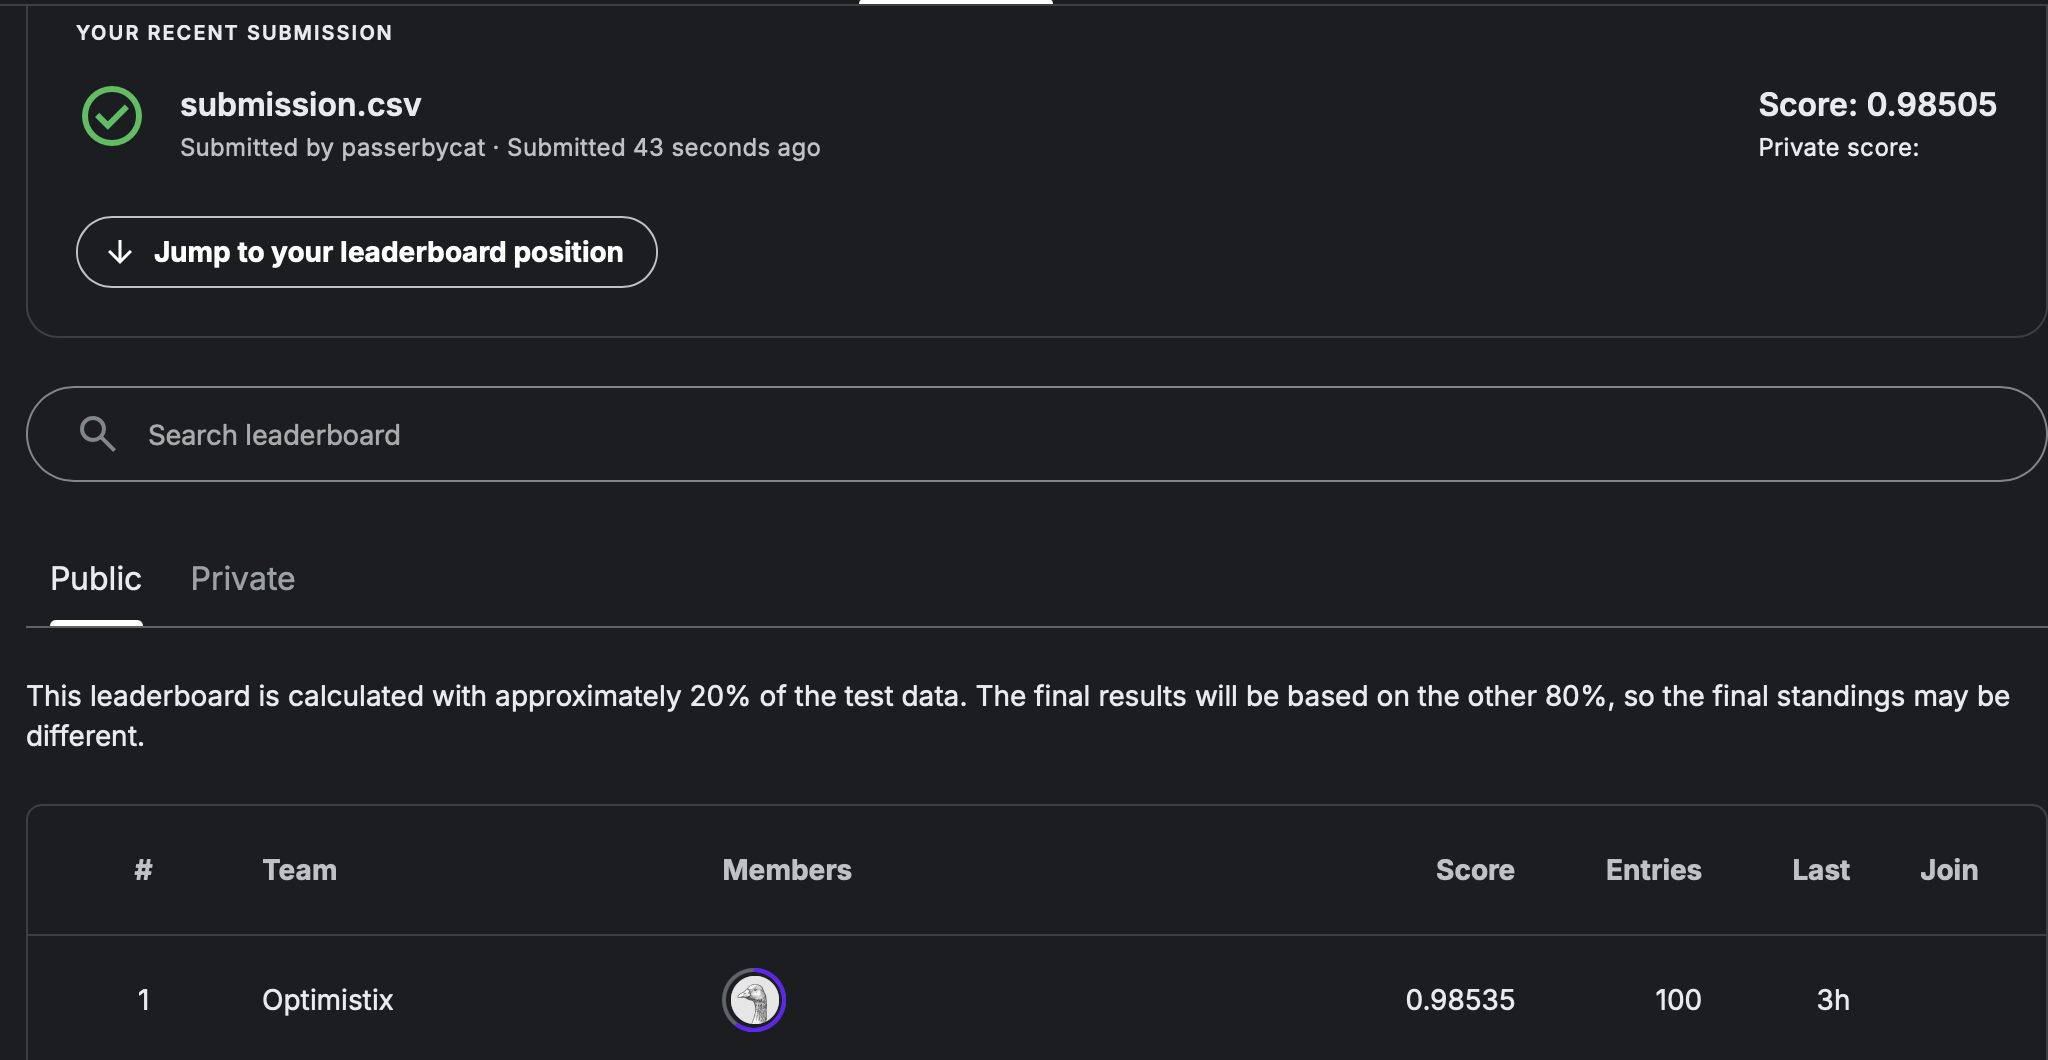 YOUR RECENT SUBMISSION
submission.csv
Submitted by passerbycat · Submitted 43 seconds ago
Score: 0.98505
Private score:
Jump to your leaderboard position
Search leaderboard
Public Private
This leaderboard is calculated with approximately 20% of the test data. The final results will be based on the other 80%, so the final standings may be
different.
# Team Members Score Entries Last Join
1 Optimistix 0.98535 100 3h